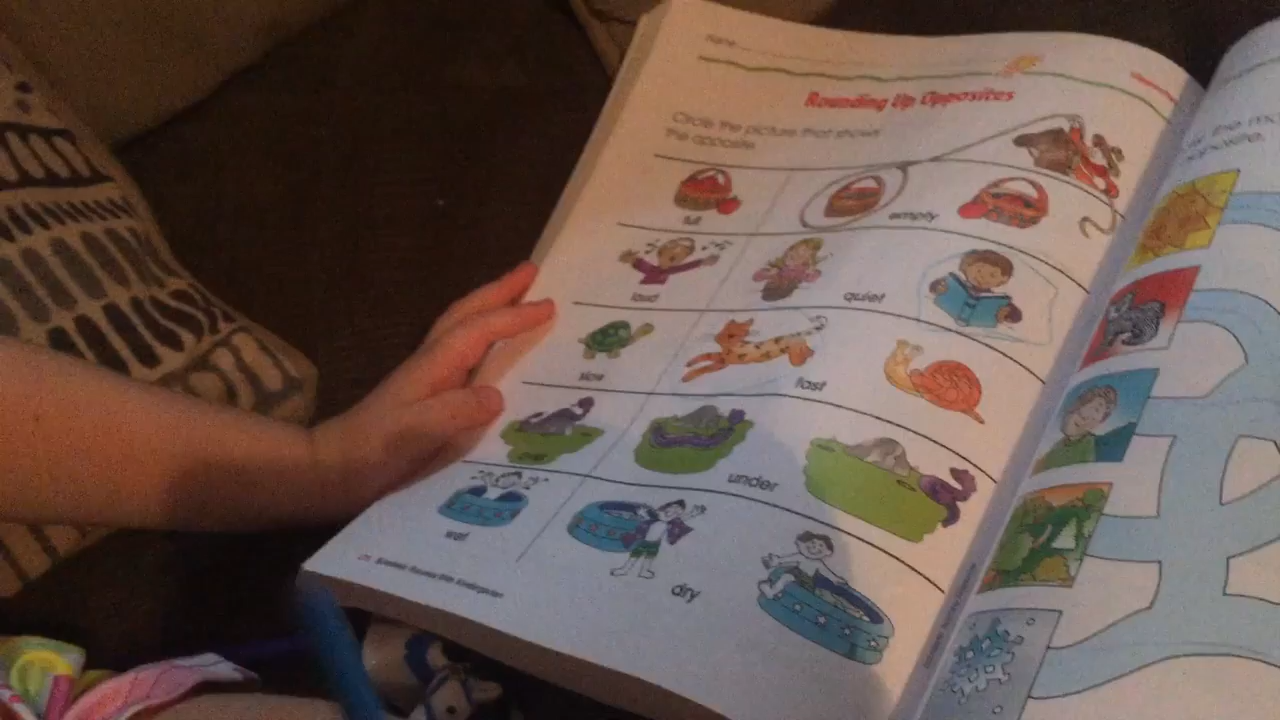 Name
Rounding Up Opposites
Circle the picture that shows
the opposite.
full
empty
loud
quiet
slow
fast
over
under
wet
dry